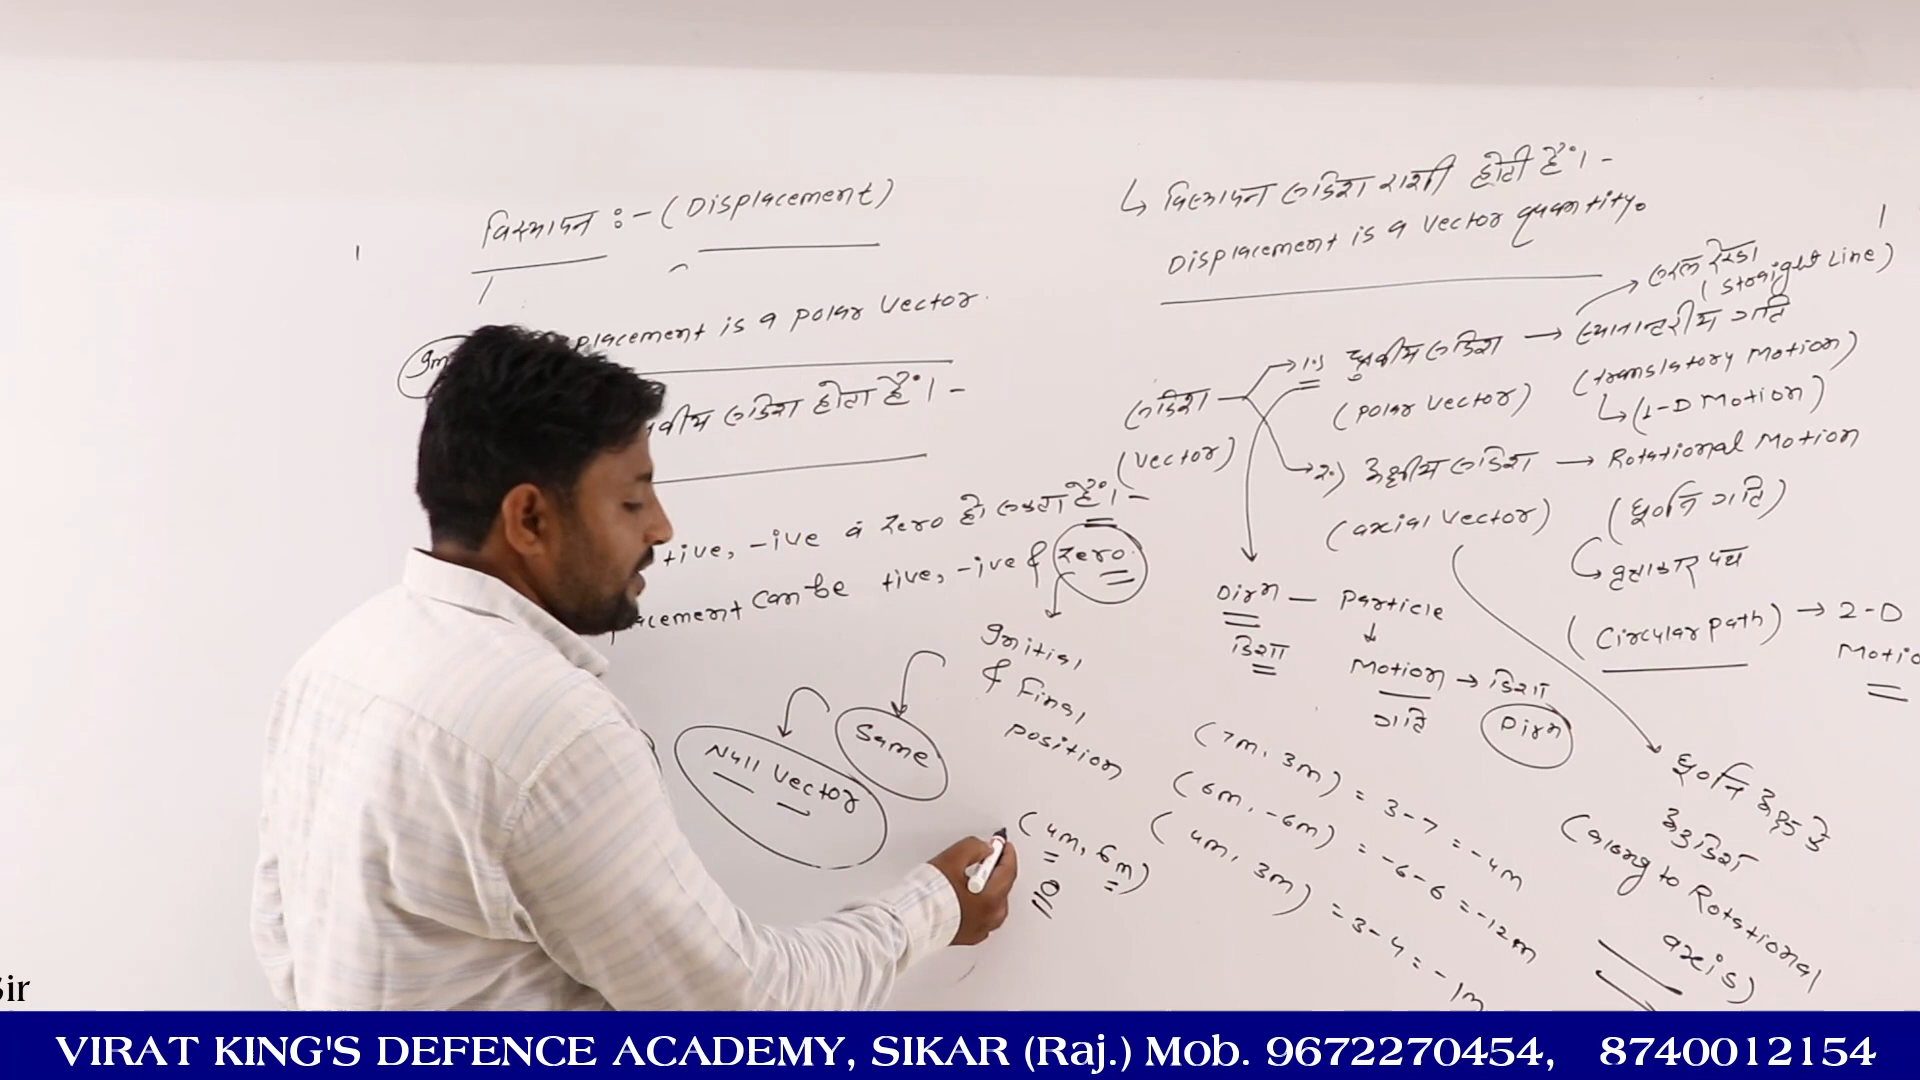 विस्थापन :- (Displacement)
Displacement is a Polar Vector.
सदिश होता है। -
+ive, -ive व Zero हो सकता है। -
can be +ive, -ive & Zero.
Initial
& Final
position
Same
Null Vector
(4m, 6m)
0
↳ विस्थापन सदिश राशी होती है। -
Displacement is a Vector quantity.
सदिश
(Vector)
→ 1.) ध्रुवीय सदिश → स्थानान्तरीय गति
(Polar Vector)
→ सरल रेखा
(Straight Line)
(translatory Motion)
↳ (1-D Motion)
→ 2.) अक्षीय सदिश → Rotational Motion
(axial Vector)
(घूर्णन गति)
↳ वृत्ताकार पथ
(Circular path) → 2-D
Dirn — Particle
दिशा
Motion → दिशा
गति
Dirn
(7m, 3m) = 3-7 = -4m
(6m, -6m) = -6-6 = -12m
(4m, 3m) = 3-4 = -1m
घूर्णन अक्ष के
(along to Rotational
axis)
Sir
VIRAT KING'S DEFENCE ACADEMY, SIKAR (Raj.) Mob. 9672270454, 8740012154